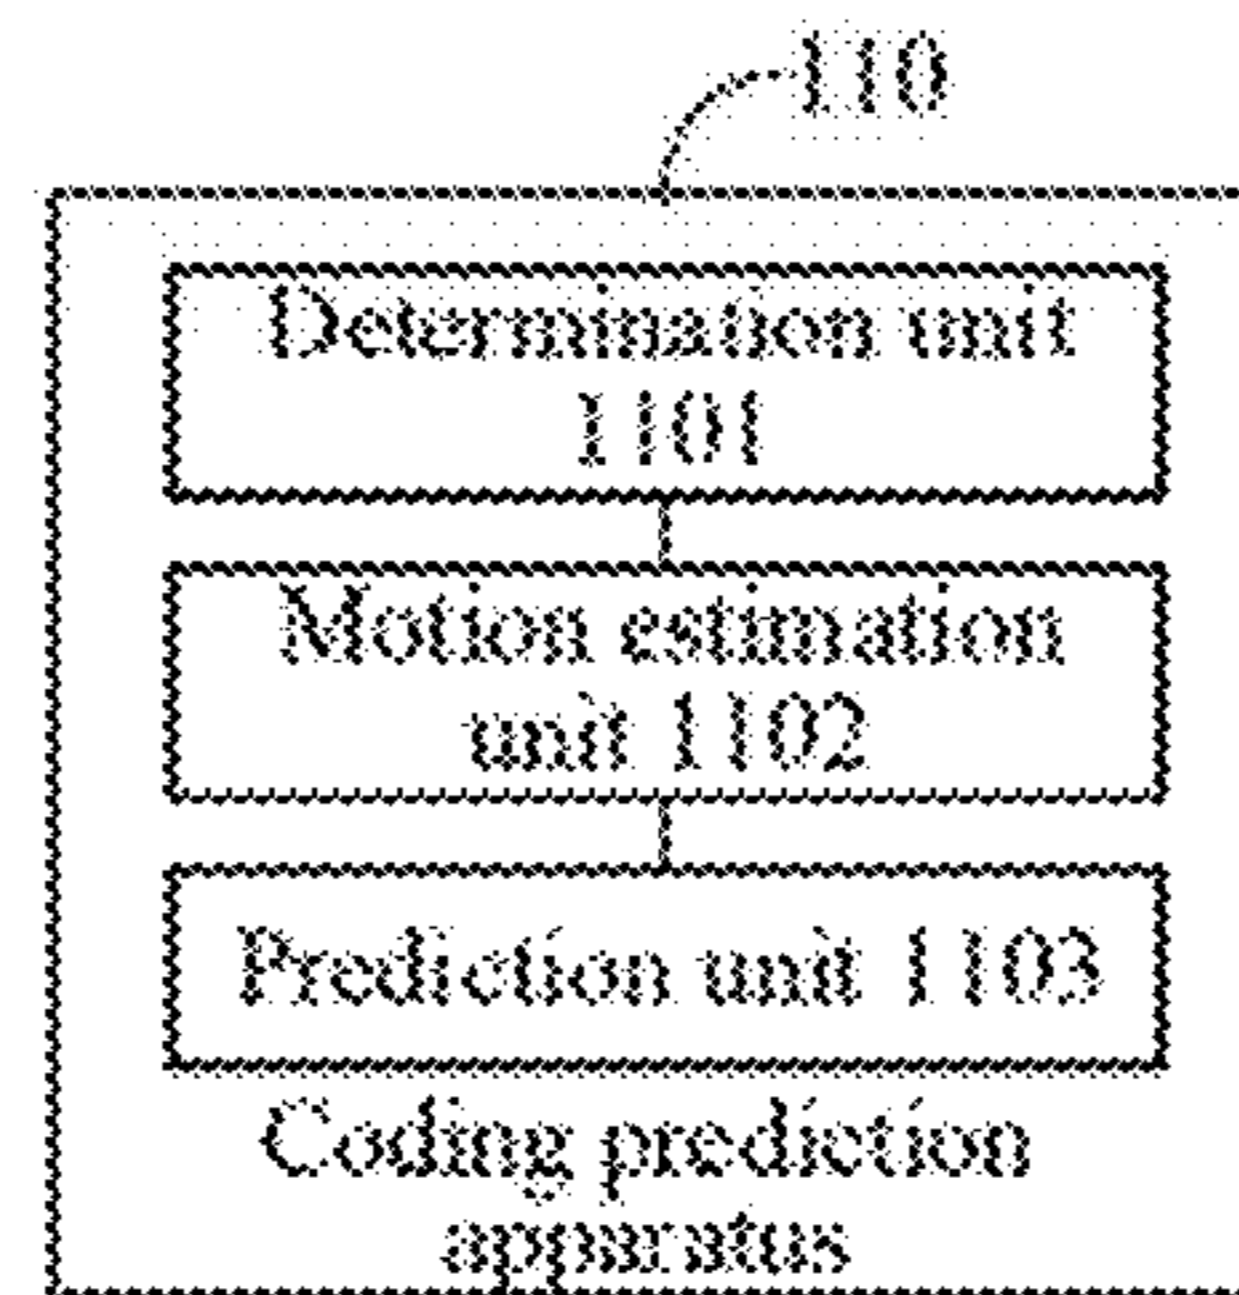 110
Determination unit
1101
Motion estimation
unit 1102
Prediction unit 1103
Coding prediction
apparatus